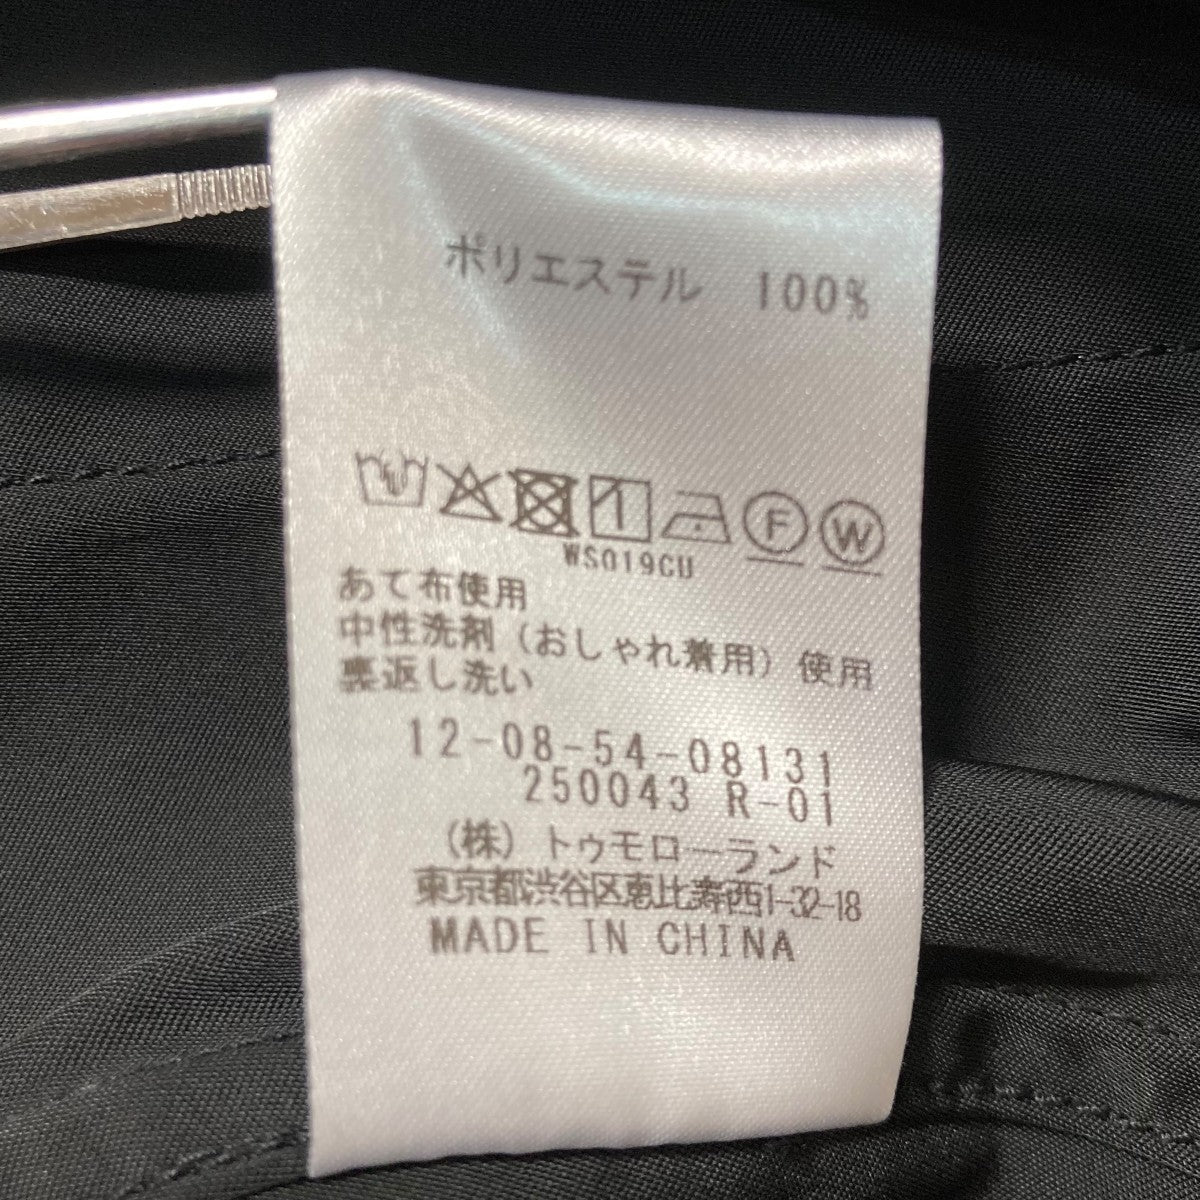 ポリエステル 100%
F W
WS019CU
あて布使用
中性洗剤(おしゃれ着用)使用
裏返し洗い
12-08-54-08131
250043 R-01
(株)トゥモローランド
東京都渋谷区恵比寿西1-32-18
MADE IN CHINA